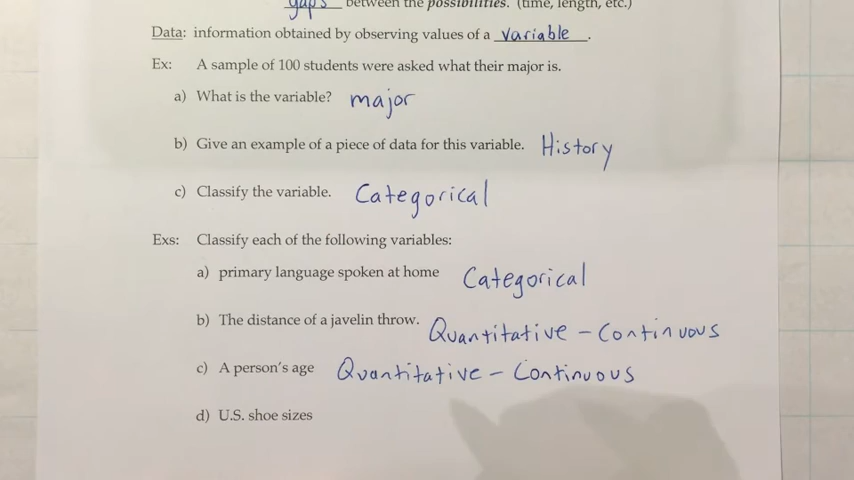 gaps between the possibilities. (time, length, etc.)
Data: information obtained by observing values of a variable.
Ex: A sample of 100 students were asked what their major is.
a) What is the variable? major
b) Give an example of a piece of data for this variable. History
c) Classify the variable. Categorical
Exs: Classify each of the following variables:
a) primary language spoken at home Categorical
b) The distance of a javelin throw. Quantitative - Continuous
c) A person's age Quantitative - Continuous
d) U.S. shoe sizes